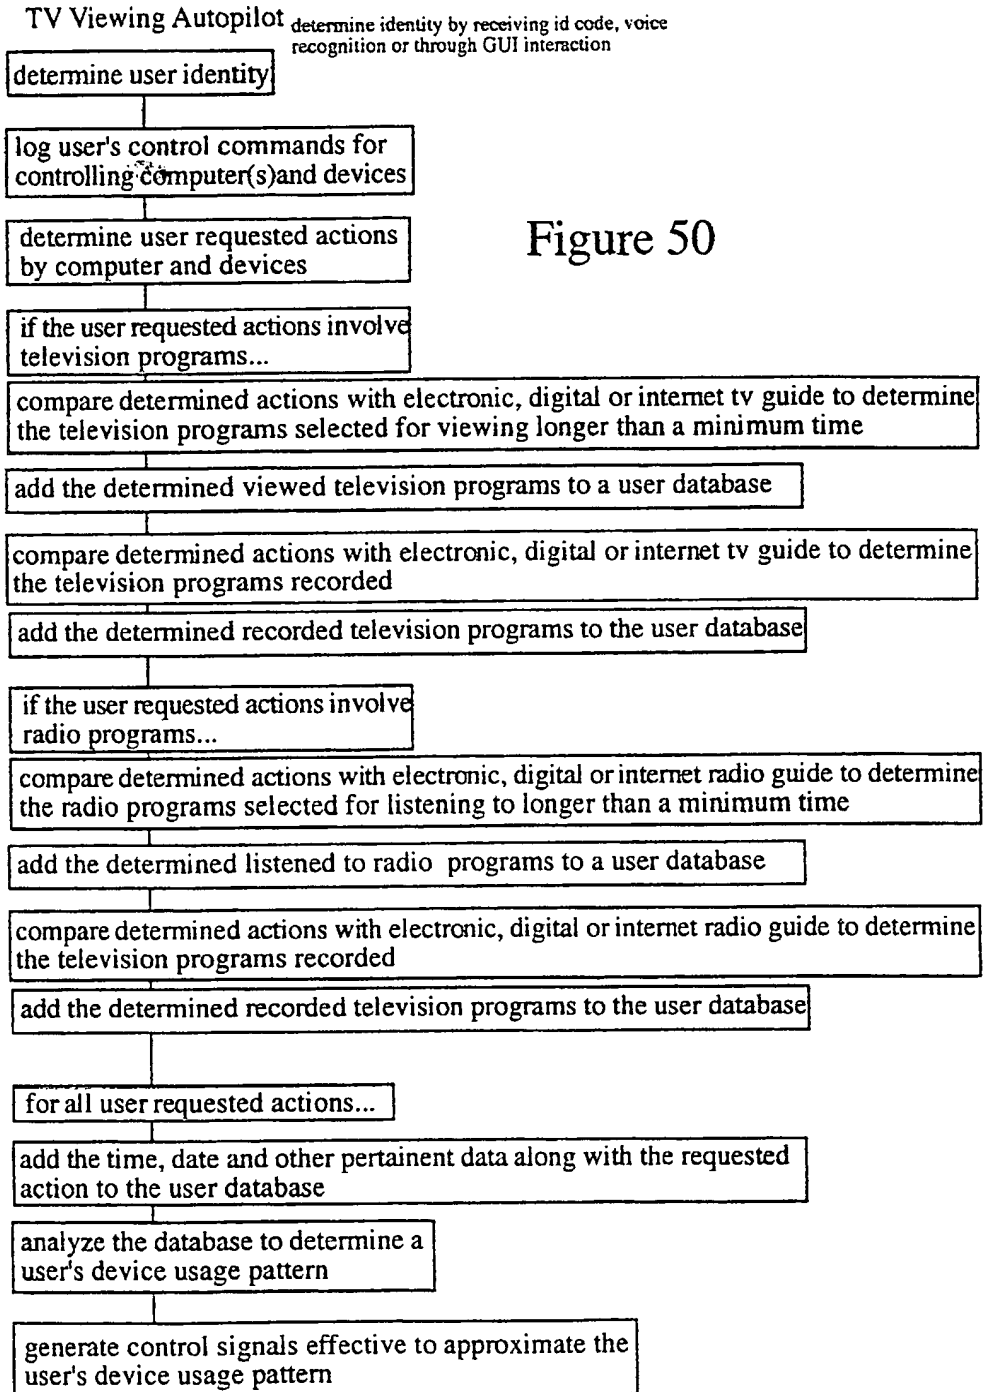 TV Viewing Autopilot
determine identity by receiving id code, voice
recognition or through GUI interaction
determine user identity
log user's control commands for
controlling computer(s)and devices
determine user requested actions
by computer and devices
Figure 50
if the user requested actions involve
television programs...
compare determined actions with electronic, digital or internet tv guide to determine
the television programs selected for viewing longer than a minimum time
add the determined viewed television programs to a user database
compare determined actions with electronic, digital or internet tv guide to determine
the television programs recorded
add the determined recorded television programs to the user database
if the user requested actions involve
radio programs...
compare determined actions with electronic, digital or internet radio guide to determine
the radio programs selected for listening to longer than a minimum time
add the determined listened to radio programs to a user database
compare determined actions with electronic, digital or internet radio guide to determine
the television programs recorded
add the determined recorded television programs to the user database
for all user requested actions...
add the time, date and other pertainent data along with the requested
action to the user database
analyze the database to determine a
user's device usage pattern
generate control signals effective to approximate the
user's device usage pattern